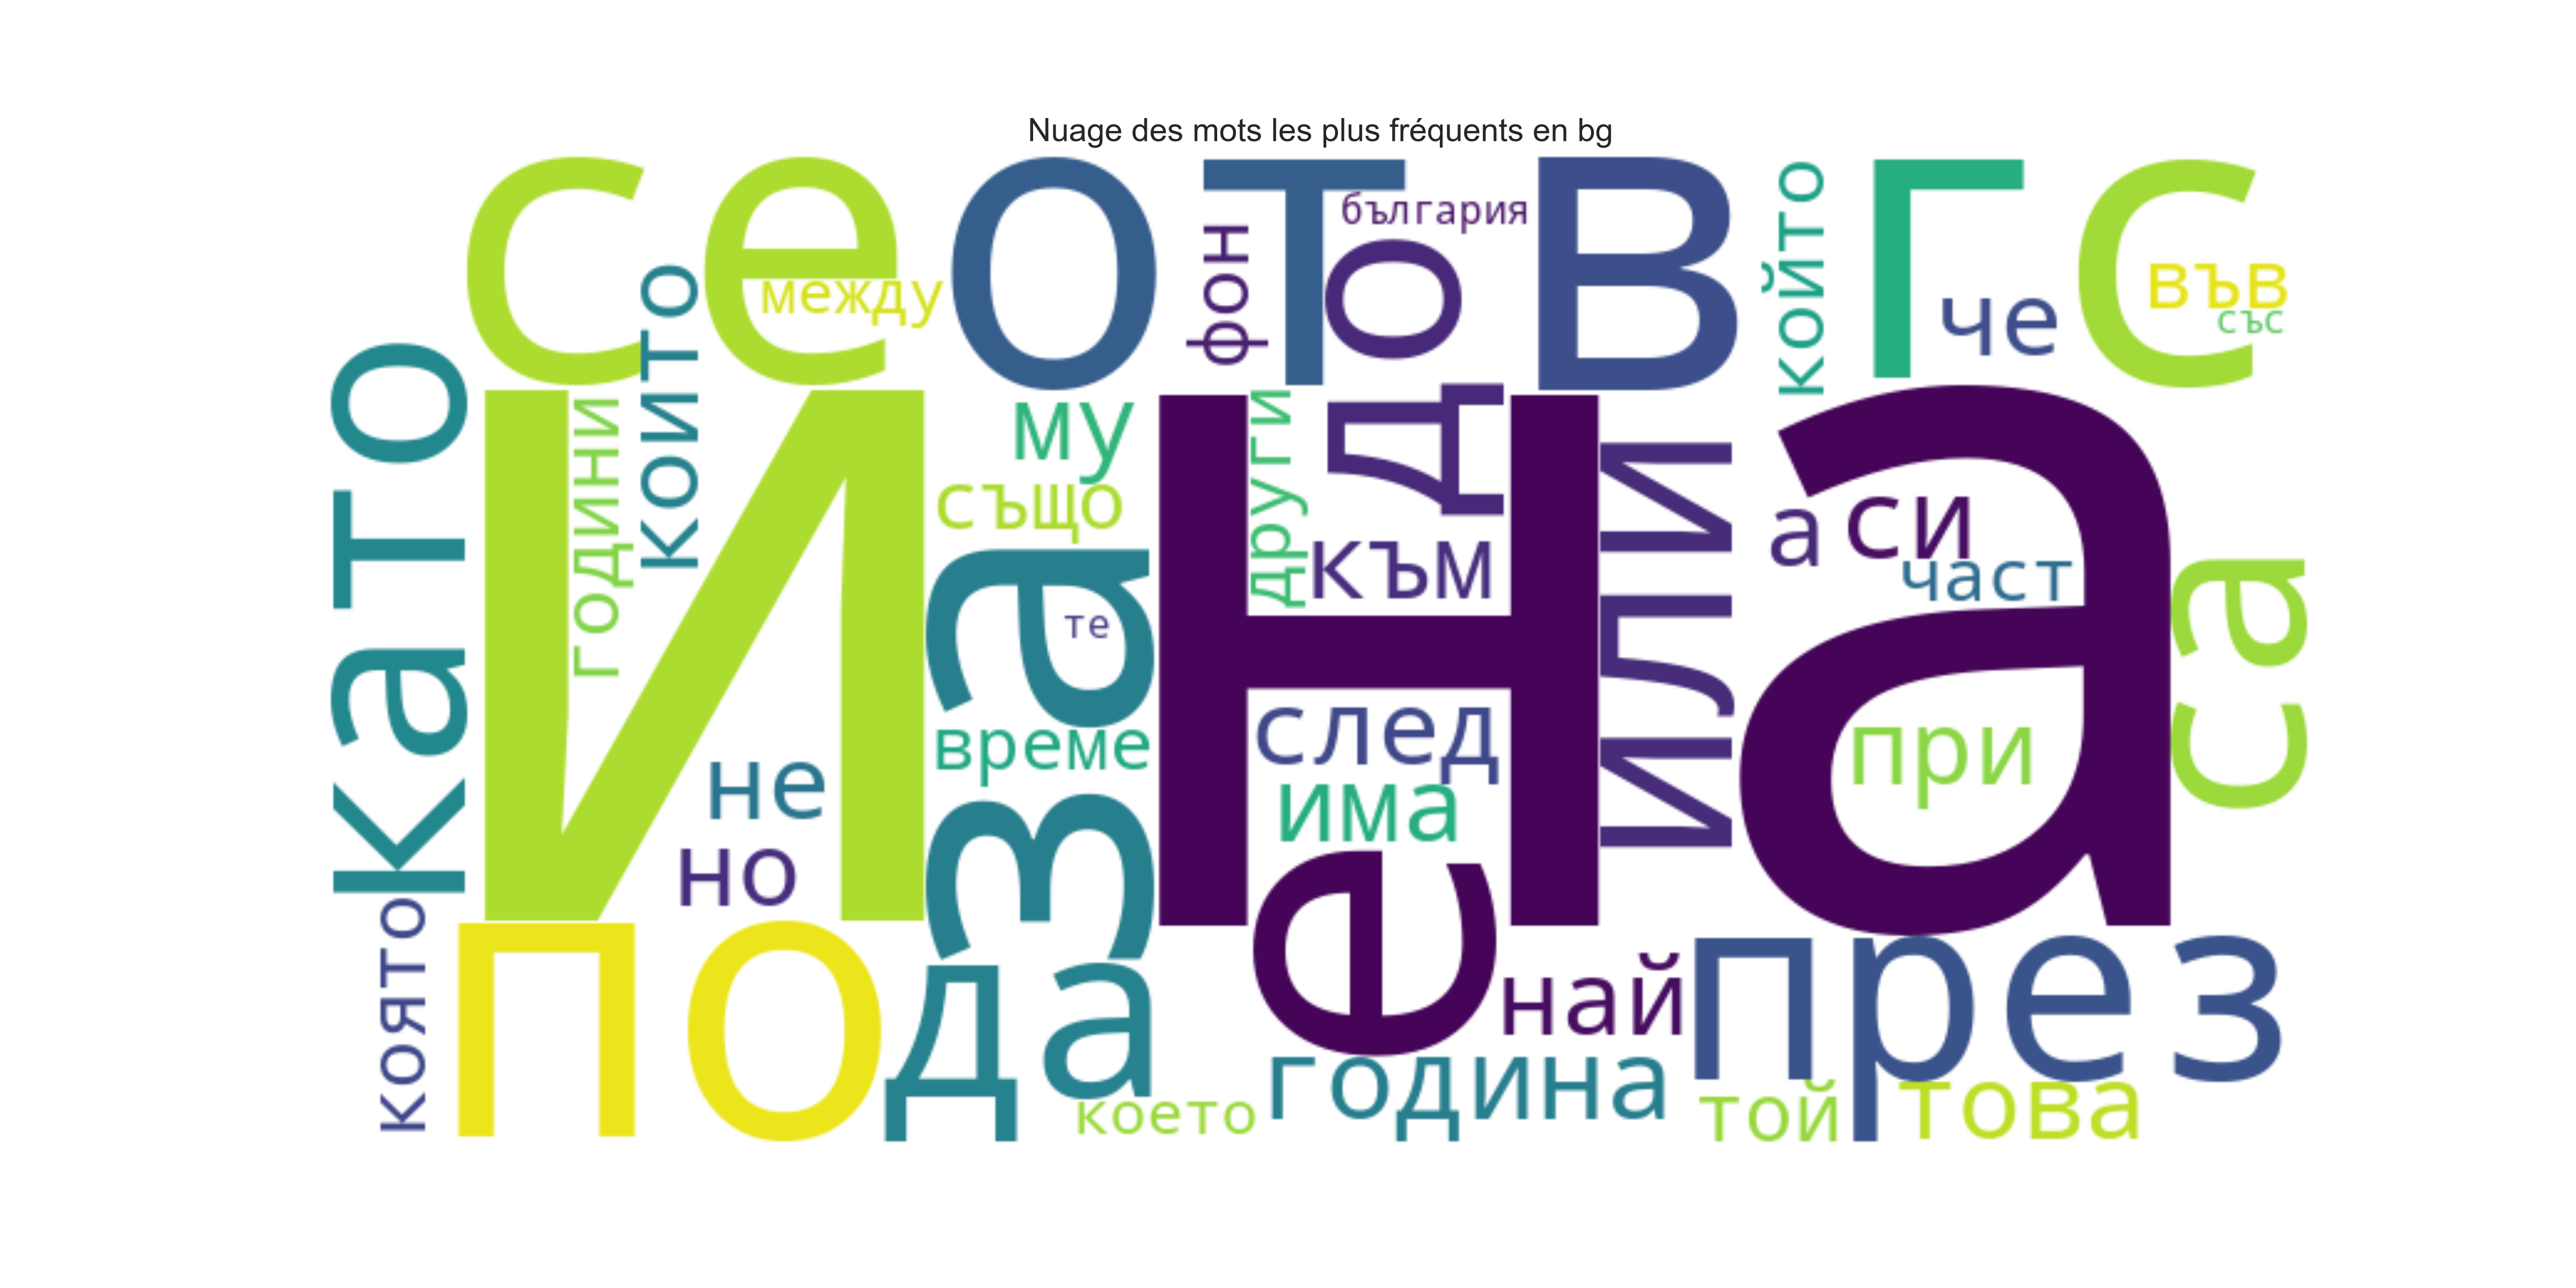 Nuage des mots les plus fréquents en bg
се
от
в
г
с
българия
фон
до
който
във
със
че
между
които
като
и
години
му
също
за
те
време
не
но
на
други
към
след
има
или
а
си
част
при
са
е
най
през
която
по
да
което
година
той
това